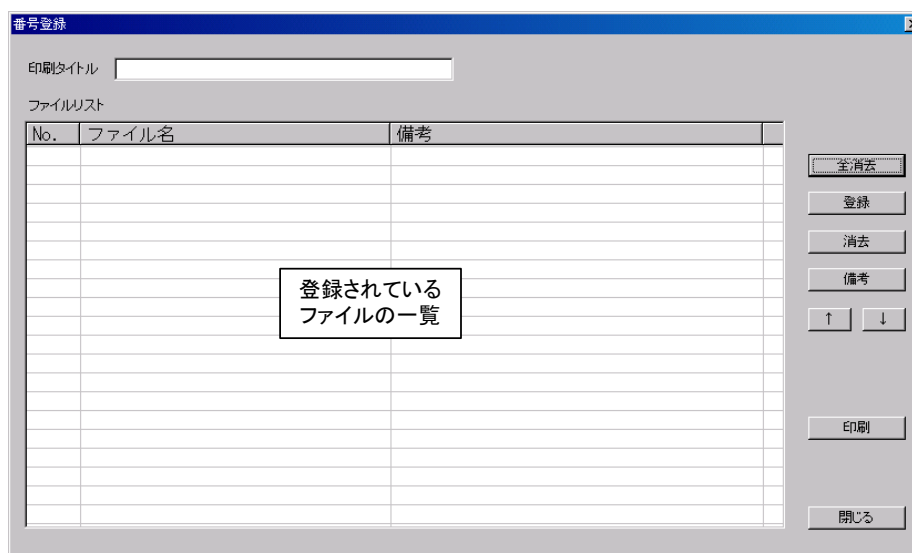 番号登録
印刷タイトル
ファイルリスト
No. ファイル名 備考
全消去
登録
消去
備考
↑ ↓
登録されている
ファイルの一覧
印刷
閉じる